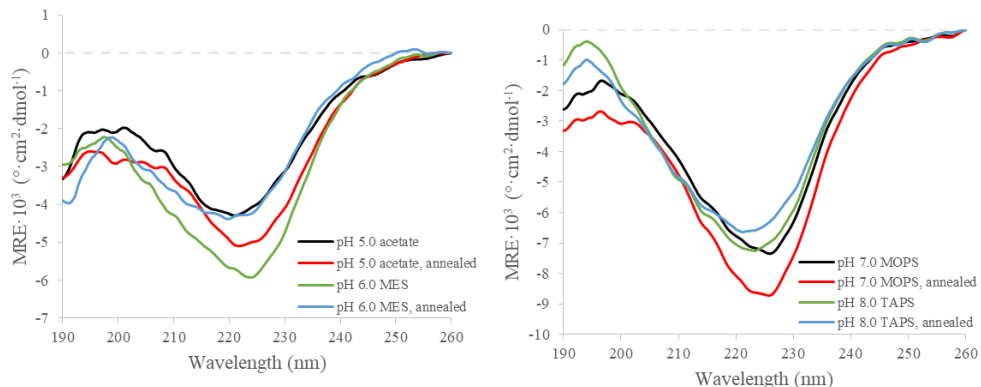 1
0
-1
-2
-3
-4
-5
-6
-7
MRE·10³ (°·cm²·dmol⁻¹)
190 200 210 220 230 240 250 260
Wavelength (nm)
pH 5.0 acetate
pH 5.0 acetate, annealed
pH 6.0 MES
pH 6.0 MES, annealed
0
-1
-2
-3
-4
-5
-6
-7
-8
-9
-10
MRE·10³ (°·cm²·dmol⁻¹)
190 200 210 220 230 240 250 260
Wavelength (nm)
pH 7.0 MOPS
pH 7.0 MOPS, annealed
pH 8.0 TAPS
pH 8.0 TAPS, annealed